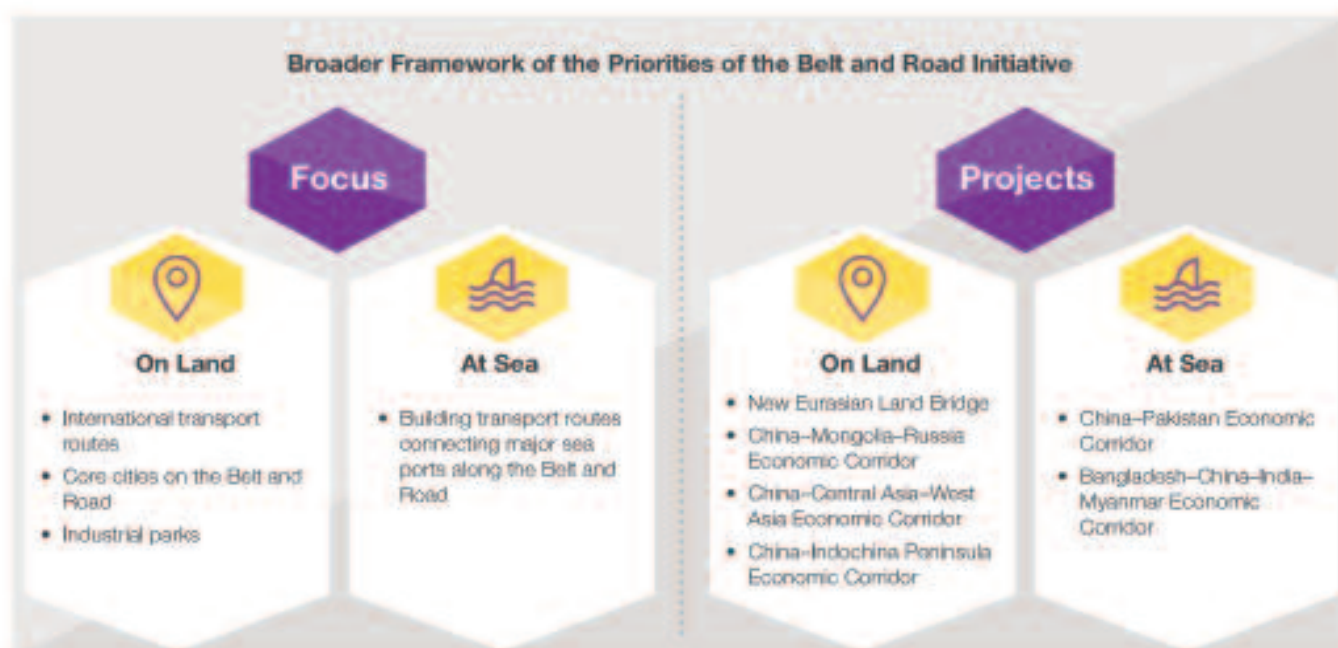 Broader Framework of the Priorities of the Belt and Road Initiative
Focus
On Land
• International transport
routes
• Core cities on the Belt and
Road
• Industrial parks
At Sea
• Building transport routes
connecting major sea
ports along the Belt and
Road
Projects
On Land
• New Eurasian Land Bridge
• China–Mongolia–Russia
Economic Corridor
• China–Central Asia–West
Asia Economic Corridor
• China–Indochina Peninsula
Economic Corridor
At Sea
• China–Pakistan Economic
Corridor
• Bangladesh–China–India–
Myanmar Economic
Corridor